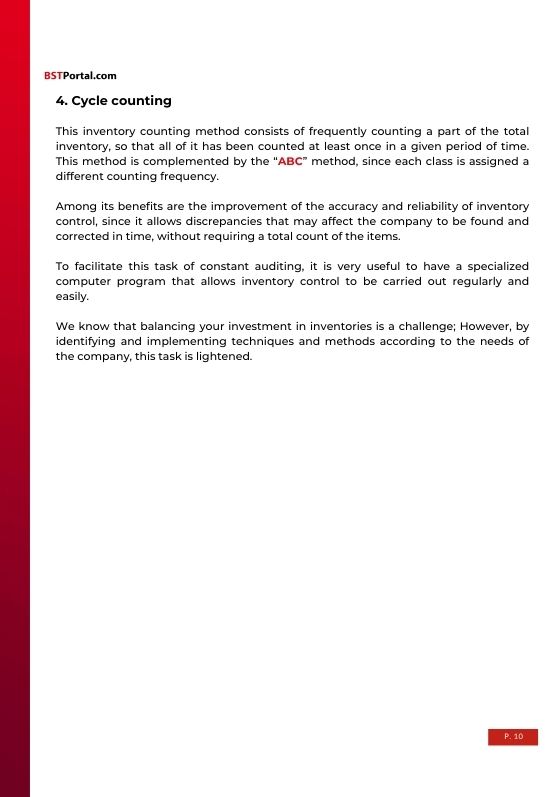 BSTPortal.com
4. Cycle counting
This inventory counting method consists of frequently counting a part of the total
inventory, so that all of it has been counted at least once in a given period of time.
This method is complemented by the “ABC” method, since each class is assigned a
different counting frequency.
Among its benefits are the improvement of the accuracy and reliability of inventory
control, since it allows discrepancies that may affect the company to be found and
corrected in time, without requiring a total count of the items.
To facilitate this task of constant auditing, it is very useful to have a specialized
computer program that allows inventory control to be carried out regularly and
easily.
We know that balancing your investment in inventories is a challenge; However, by
identifying and implementing techniques and methods according to the needs of
the company, this task is lightened.
P. 10